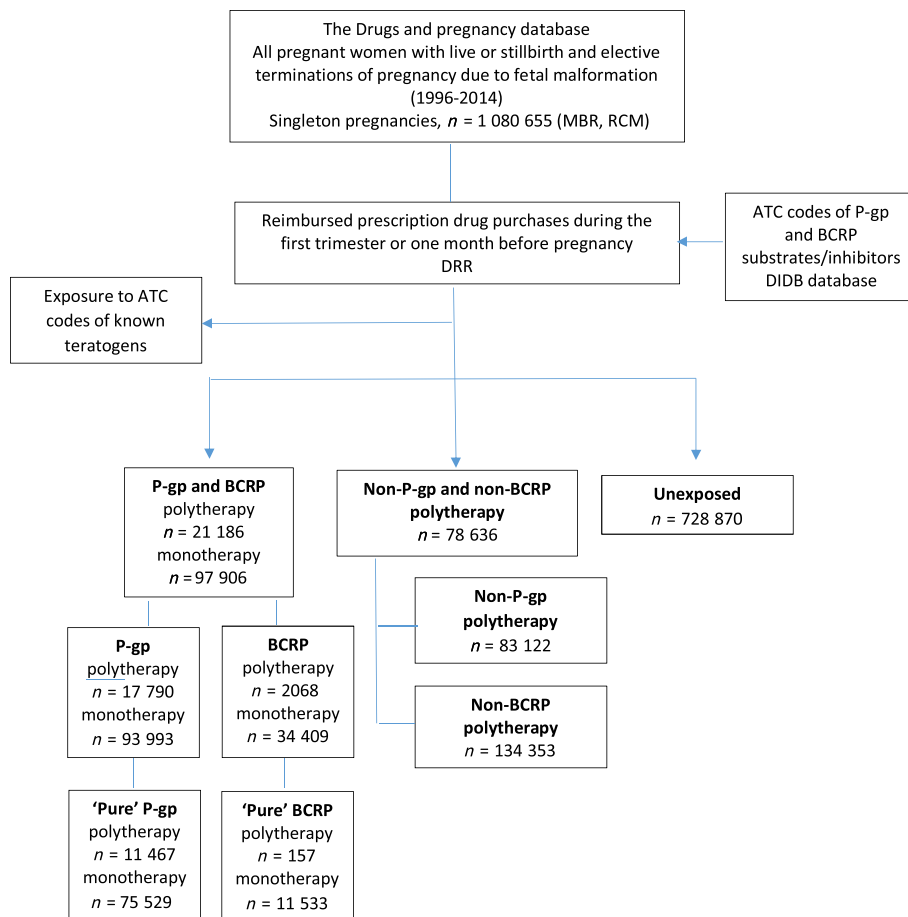 The Drugs and pregnancy database
All pregnant women with live or stillbirth and elective
terminations of pregnancy due to fetal malformation
(1996-2014)
Singleton pregnancies, n = 1 080 655 (MBR, RCM)
Reimbursed prescription drug purchases during the
first trimester or one month before pregnancy
DRR
ATC codes of P-gp
and BCRP
substrates/inhibitors
DIDB database
Exposure to ATC
codes of known
teratogens
P-gp and BCRP
polytherapy
n = 21 186
monotherapy
n = 97 906
Non-P-gp and non-BCRP
polytherapy
n = 78 636
Unexposed
n = 728 870
Non-P-gp
polytherapy
n = 83 122
Non-BCRP
polytherapy
n = 134 353
P-gp
polytherapy
n = 17 790
monotherapy
n = 93 993
BCRP
polytherapy
n = 2068
monotherapy
n = 34 409
‘Pure’ P-gp
polytherapy
n = 11 467
monotherapy
n = 75 529
‘Pure’ BCRP
polytherapy
n = 157
monotherapy
n = 11 533